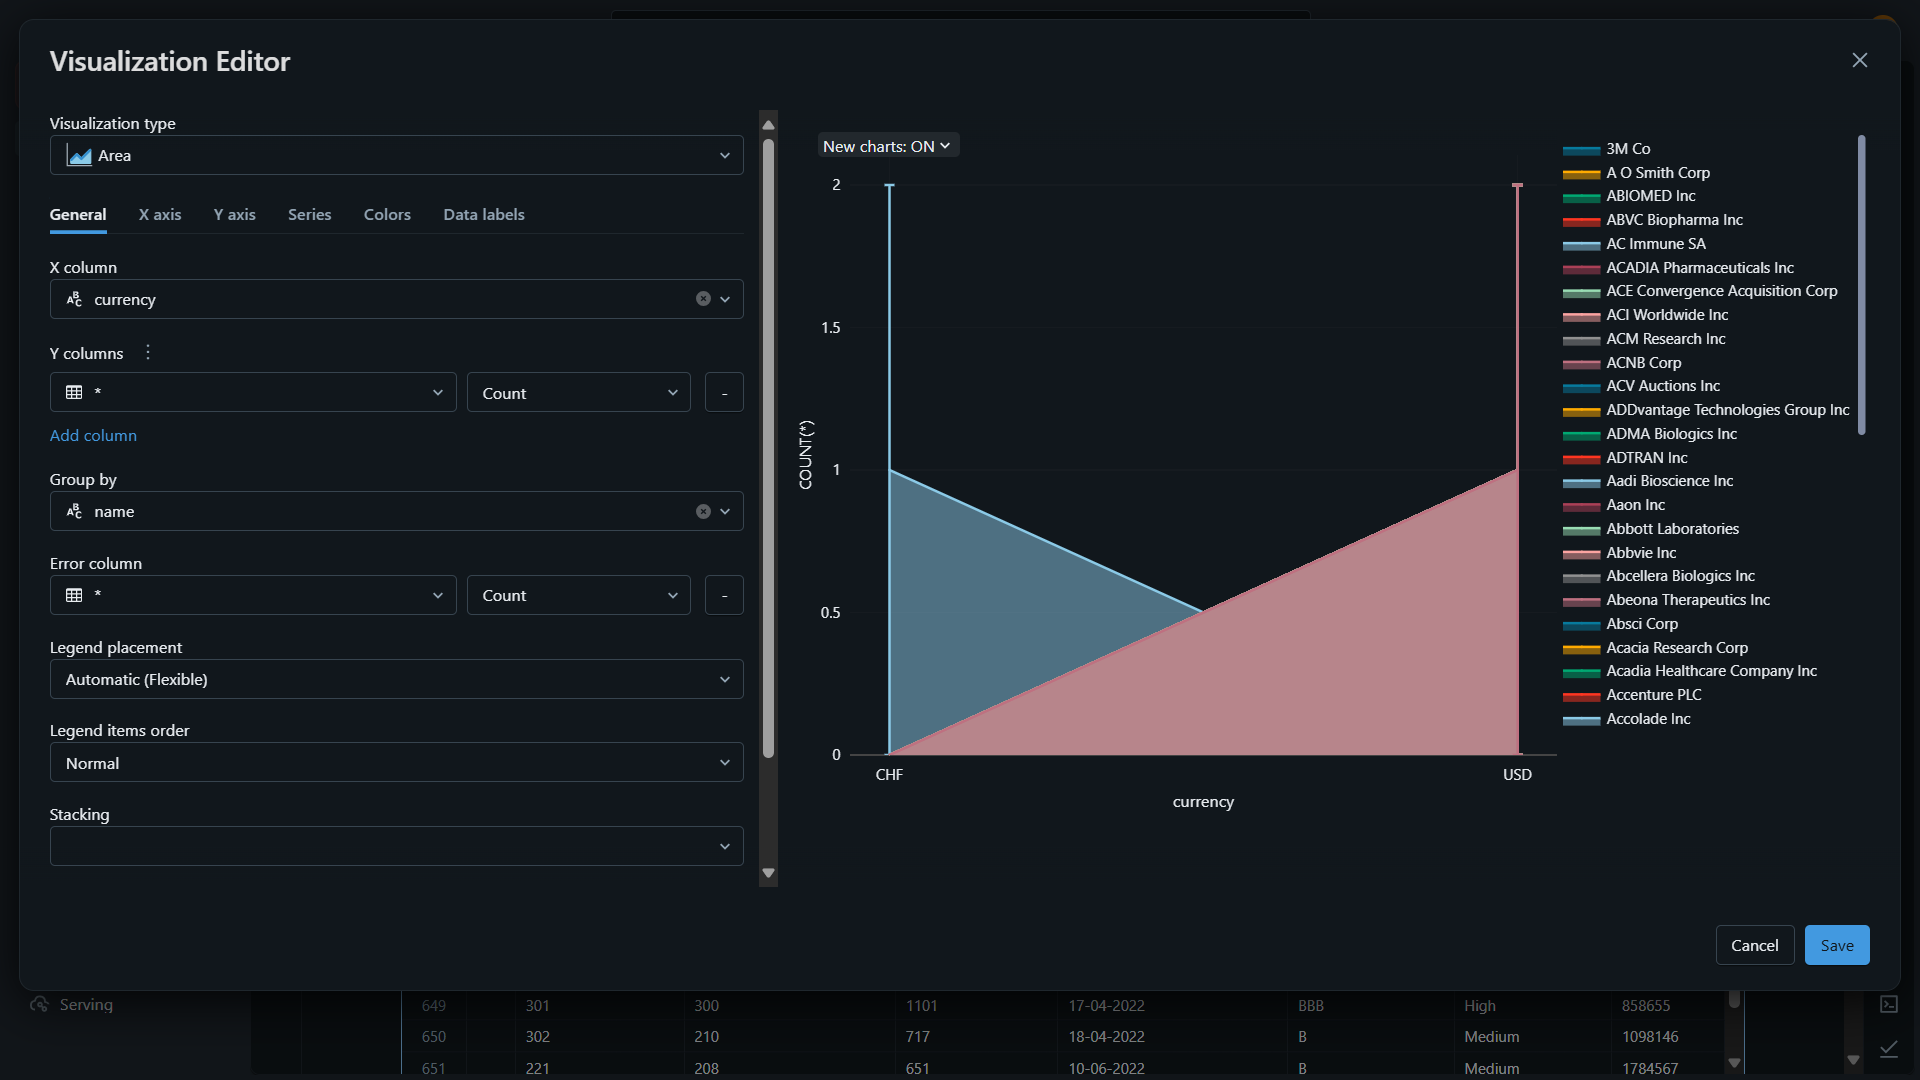 Visualization Editor
Visualization type
Area
General X axis Y axis Series Colors Data labels
X column
currency
Y columns
* Count -
Add column
Group by
name
Error column
* Count -
Legend placement
Automatic (Flexible)
Legend items order
Normal
Stacking
New charts: ON
2
1.5
1
0.5
0
COUNT(*)
CHF USD
currency
3M Co
A O Smith Corp
ABIOMED Inc
ABVC Biopharma Inc
AC Immune SA
ACADIA Pharmaceuticals Inc
ACE Convergence Acquisition Corp
ACI Worldwide Inc
ACM Research Inc
ACNB Corp
ACV Auctions Inc
ADDvantage Technologies Group Inc
ADMA Biologics Inc
ADTRAN Inc
Aadi Bioscience Inc
Aaon Inc
Abbott Laboratories
Abbvie Inc
Abcellera Biologics Inc
Abeona Therapeutics Inc
Absci Corp
Acacia Research Corp
Acadia Healthcare Company Inc
Accenture PLC
Accolade Inc
Cancel Save
Serving
649 301 300 1101 17-04-2022 BBB High 858655
650 302 210 717 18-04-2022 B Medium 1098146
651 221 208 651 10-06-2022 B Medium 1784567